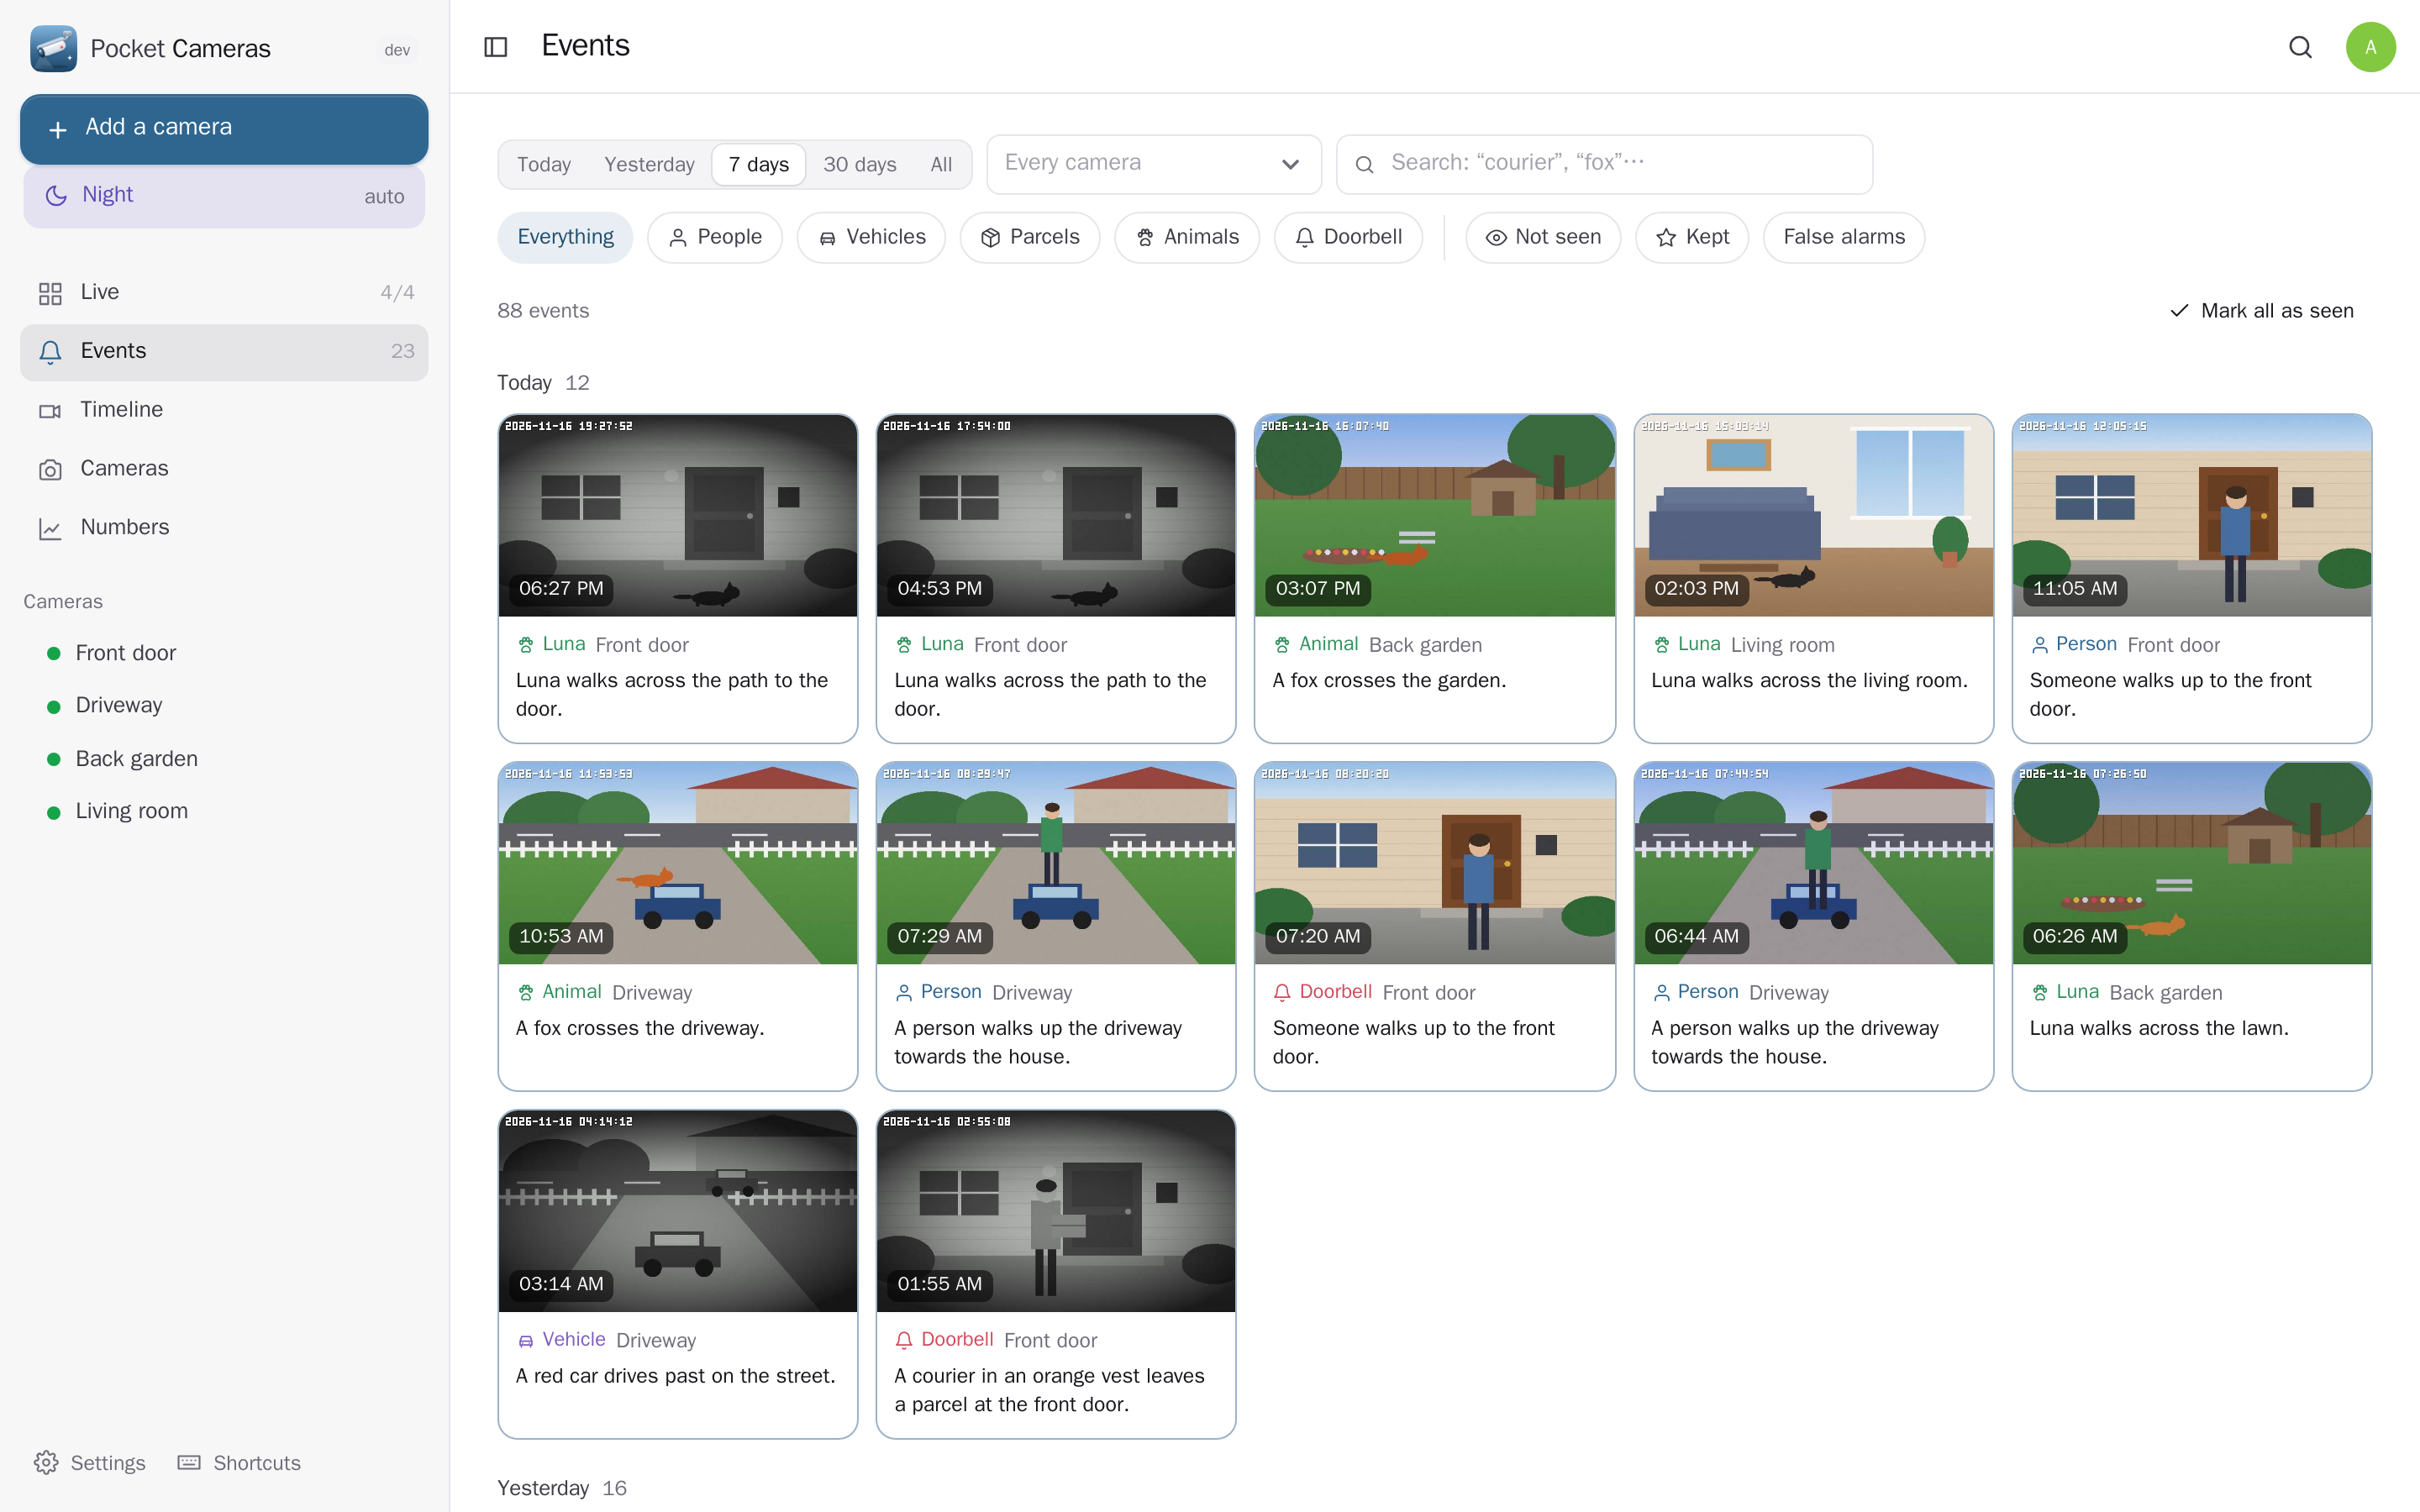 Pocket Cameras
dev
Add a camera
Night
auto
Live
4/4
Events
23
Timeline
Cameras
Numbers
Cameras
Front door
Driveway
Back garden
Living room
Settings
Shortcuts
Events
A
Today
Yesterday
7 days
30 days
All
Every camera
Search: “courier”, “fox”…
Everything
People
Vehicles
Parcels
Animals
Doorbell
Not seen
Kept
False alarms
88 events
Mark all as seen
Today 12
2026-11-16 19:27:52
06:27 PM
Luna Front door
Luna walks across the path to the
door.
2026-11-16 17:54:00
04:53 PM
Luna Front door
Luna walks across the path to the
door.
2026-11-16 16:07:40
03:07 PM
Animal Back garden
A fox crosses the garden.
2026-11-16 15:03:14
02:03 PM
Luna Living room
Luna walks across the living room.
2026-11-16 12:05:15
11:05 AM
Person Front door
Someone walks up to the front
door.
2026-11-16 11:53:53
10:53 AM
Animal Driveway
A fox crosses the driveway.
2026-11-16 08:29:47
07:29 AM
Person Driveway
A person walks up the driveway
towards the house.
2026-11-16 08:20:20
07:20 AM
Doorbell Front door
Someone walks up to the front
door.
2026-11-16 07:44:54
06:44 AM
Person Driveway
A person walks up the driveway
towards the house.
2026-11-16 07:26:50
06:26 AM
Luna Back garden
Luna walks across the lawn.
2026-11-16 04:14:12
03:14 AM
Vehicle Driveway
A red car drives past on the street.
2026-11-16 02:55:08
01:55 AM
Doorbell Front door
A courier in an orange vest leaves
a parcel at the front door.
Yesterday 16